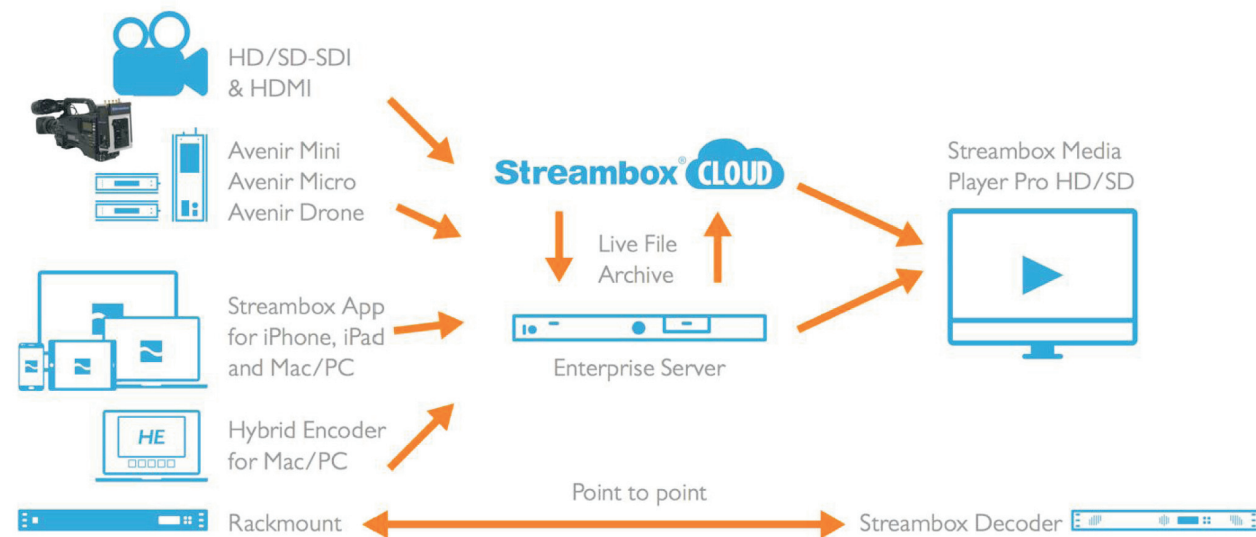 HD/SD-SDI
& HDMI
Avenir Mini
Avenir Micro
Avenir Drone
Streambox App
for iPhone, iPad
and Mac/PC
HE
Hybrid Encoder
for Mac/PC
Rackmount
Streambox® CLOUD
Live File
Archive
Enterprise Server
Point to point
Streambox Media
Player Pro HD/SD
Streambox Decoder